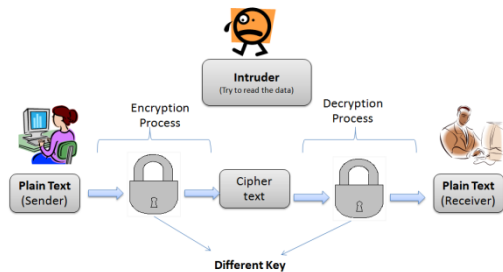 Intruder
(Try to read the data)
Encryption
Process
Decryption
Process
Plain Text
(Sender)
Cipher
text
Plain Text
(Receiver)
Different Key